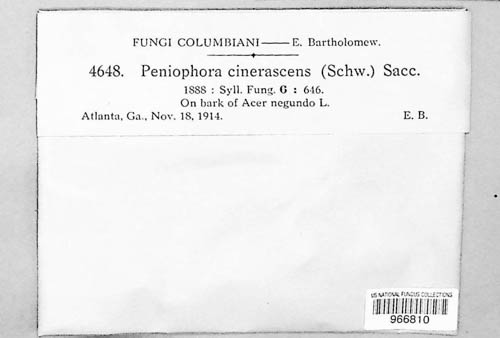 FUNGI COLUMBIANI—E. Bartholomew.
4648. Peniophora cinerascens (Schw.) Sacc.
1888 : Syll. Fung. 6 : 646.
On bark of Acer negundo L.
Atlanta, Ga., Nov. 18, 1914. E. B.
US NATIONAL FUNGUS COLLECTIONS
966810